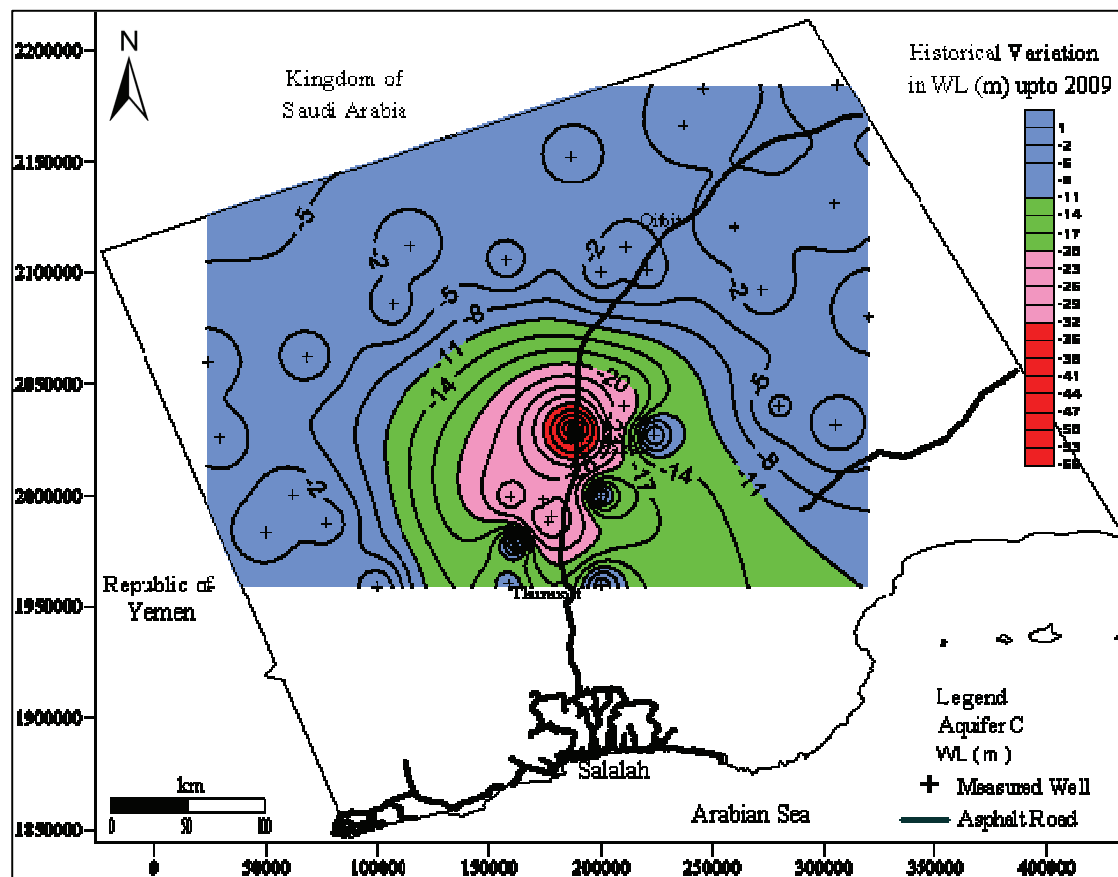 N
Kingdom of
Saudi Arabia
Historical Variation
in WL (m) upto 2009
1
-2
-5
-8
-11
-14
-17
-20
-23
-26
-29
-32
-35
-38
-41
-44
-47
-50
-53
2200000
2150000
2100000
2050000
2000000
1950000
1900000
1850000
-5
-2
-2
-2
-5
-8
-11
-14
-20
-5
-8
-11
-14
-17
-2
Qitbit
Thumrait
Republic of
Yemen
Salalah
Arabian Sea
Legend
Aquifer C
WL (m)
Measured Well
Asphalt Road
km
0 50 100
0 50000 100000 150000 200000 250000 300000 350000 400000